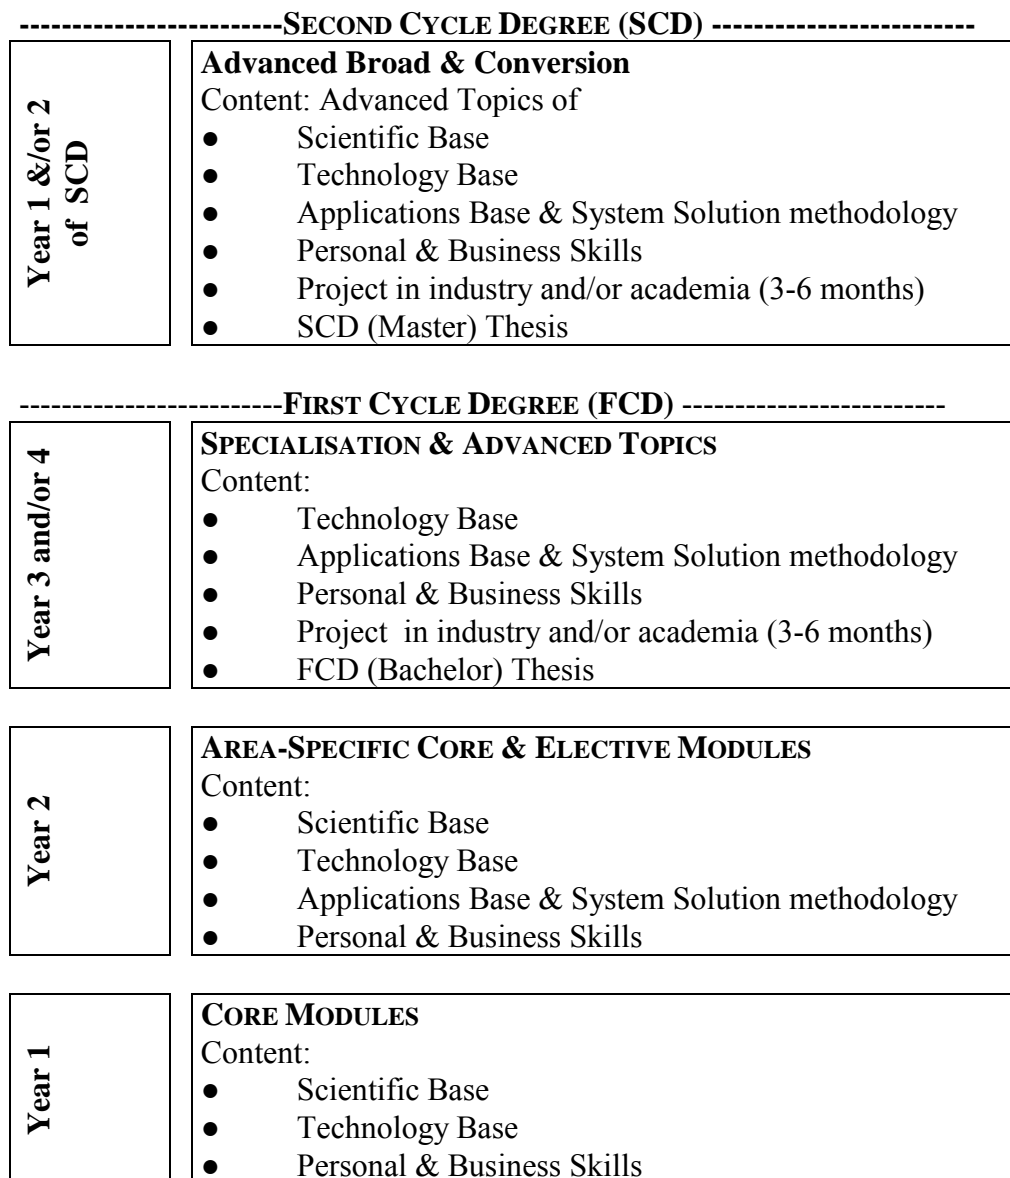 -------------------------SECOND CYCLE DEGREE (SCD) -------------------------
Year 1 &/or 2
of SCD
Advanced Broad & Conversion
Content: Advanced Topics of
● Scientific Base
● Technology Base
● Applications Base & System Solution methodology
● Personal & Business Skills
● Project in industry and/or academia (3-6 months)
● SCD (Master) Thesis
-------------------------FIRST CYCLE DEGREE (FCD) -------------------------
Year 3 and/or 4
SPECIALISATION & ADVANCED TOPICS
Content:
● Technology Base
● Applications Base & System Solution methodology
● Personal & Business Skills
● Project in industry and/or academia (3-6 months)
● FCD (Bachelor) Thesis
Year 2
AREA-SPECIFIC CORE & ELECTIVE MODULES
Content:
● Scientific Base
● Technology Base
● Applications Base & System Solution methodology
● Personal & Business Skills
Year 1
CORE MODULES
Content:
● Scientific Base
● Technology Base
● Personal & Business Skills